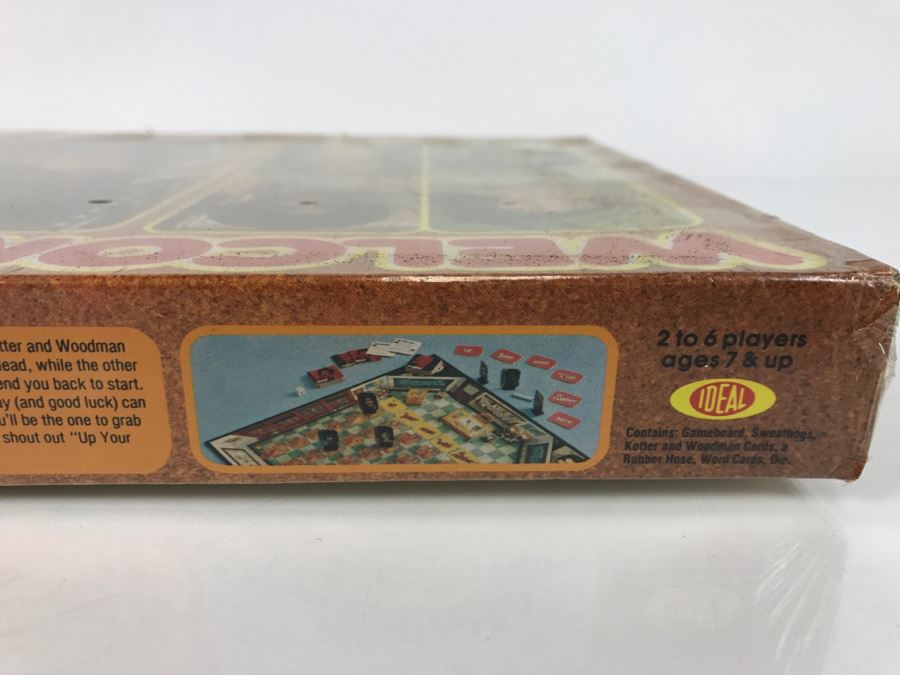 WELCO
tter and Woodman
ead, while the other
end you back to start.
ay (and good luck) can
u'll be the one to grab
shout out "Up Your
2 to 6 players
ages 7 & up
IDEAL
Contains: Gameboard, Sweathogs,
Kotter and Woodman Cards, a
Rubber Hose, Word Cards, Die.